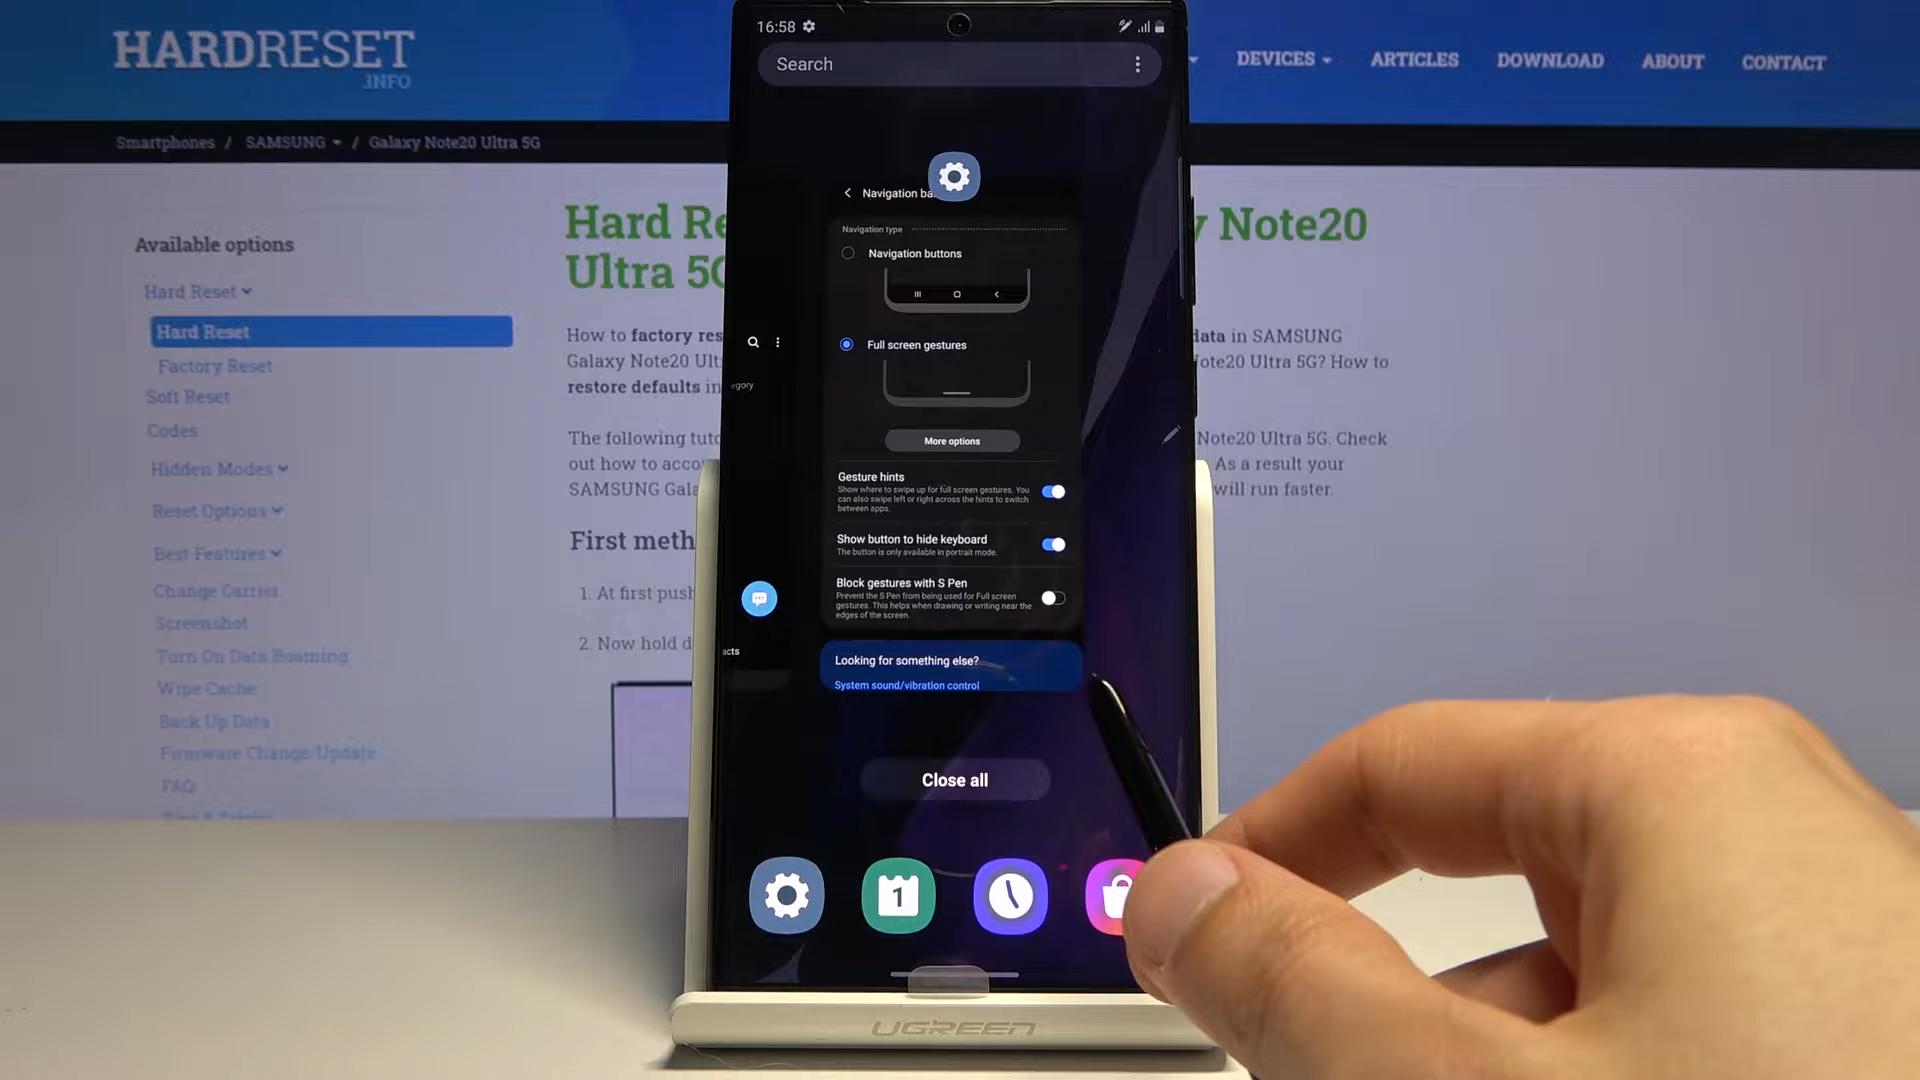 HARDRESET
.INFO
DEVICES
ARTICLES
DOWNLOAD
ABOUT
CONTACT
Smartphones / SAMSUNG / Galaxy Note20 Ultra 5G
Available options
Hard Reset
Hard Reset
Factory Reset
Soft Reset
Codes
Hidden Modes
Reset Options
Best Features
Change Carrier
Screenshot
Turn On Data Roaming
Wipe Cache
Back Up Data
Firmware Change/Update
FAQ
Hard Re
y Note20
Ultra 5G
How to factory res
data in SAMSUNG
Galaxy Note20 Ult
Note20 Ultra 5G? How to
restore defaults in
The following tuto
Note20 Ultra 5G. Check
out how to acco
As a result your
SAMSUNG Gala
will run faster.
First meth
1. At first push
2. Now hold d
16:58
Search
Navigation ba
Navigation type
Navigation buttons
Full screen gestures
More options
Gesture hints
Show where to swipe up for full screen gestures. You
can also swipe left or right across the hints to switch
between apps.
Show button to hide keyboard
The button is only available in portrait mode.
Block gestures with S Pen
Prevent the S Pen from being used for Full screen
gestures. This helps when drawing or writing near the
edges of the screen.
Looking for something else?
System sound/vibration control
egory
acts
Close all
1
UGREEN